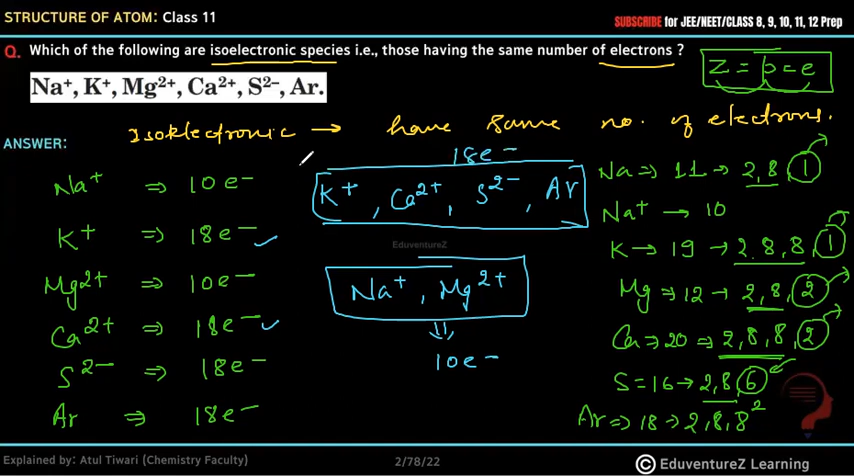 STRUCTURE OF ATOM: Class 11
SUBSCRIBE for JEE/NEET/CLASS 8, 9, 10, 11, 12 Prep
Q. Which of the following are isoelectronic species i.e., those having the same number of electrons ?
Z = p = e
Na⁺, K⁺, Mg²⁺, Ca²⁺, S²⁻, Ar.
ANSWER:
Isoelectronic → have same no. of electrons.
Na⁺ ⇒ 10e⁻
K⁺ ⇒ 18e⁻ ✓
Mg²⁺ ⇒ 10e⁻
Ca²⁺ ⇒ 18e⁻ ✓
S²⁻ ⇒ 18e⁻
Ar ⇒ 18e⁻
18e⁻
K⁺, Ca²⁺, S²⁻, Ar
EduventureZ
Na⁺, Mg²⁺
⇓
10e⁻
Na ⇒ 11 → 2,8,1
Na⁺ → 10
K → 19 → 2,8,8,1
Mg ⇒ 12 → 2,8,2
Ca ⇒ 20 ⇒ 2,8,8,2
S = 16 → 2,8,6
Ar ⇒ 18 → 2,8,8²
Explained by: Atul Tiwari (Chemistry Faculty)
2/78/22
© EduventureZ Learning